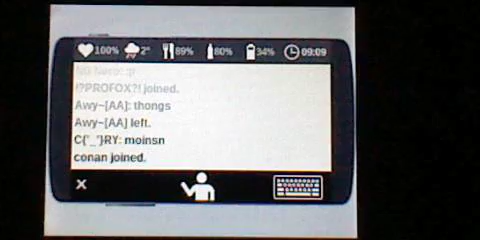 100% 2° 89% 80% 34% 09:09
!?PROFOX?! joined.
Awy~[AA]: thongs
Awy~[AA] left.
C{'_'}RY: moinsn
conan joined.
X